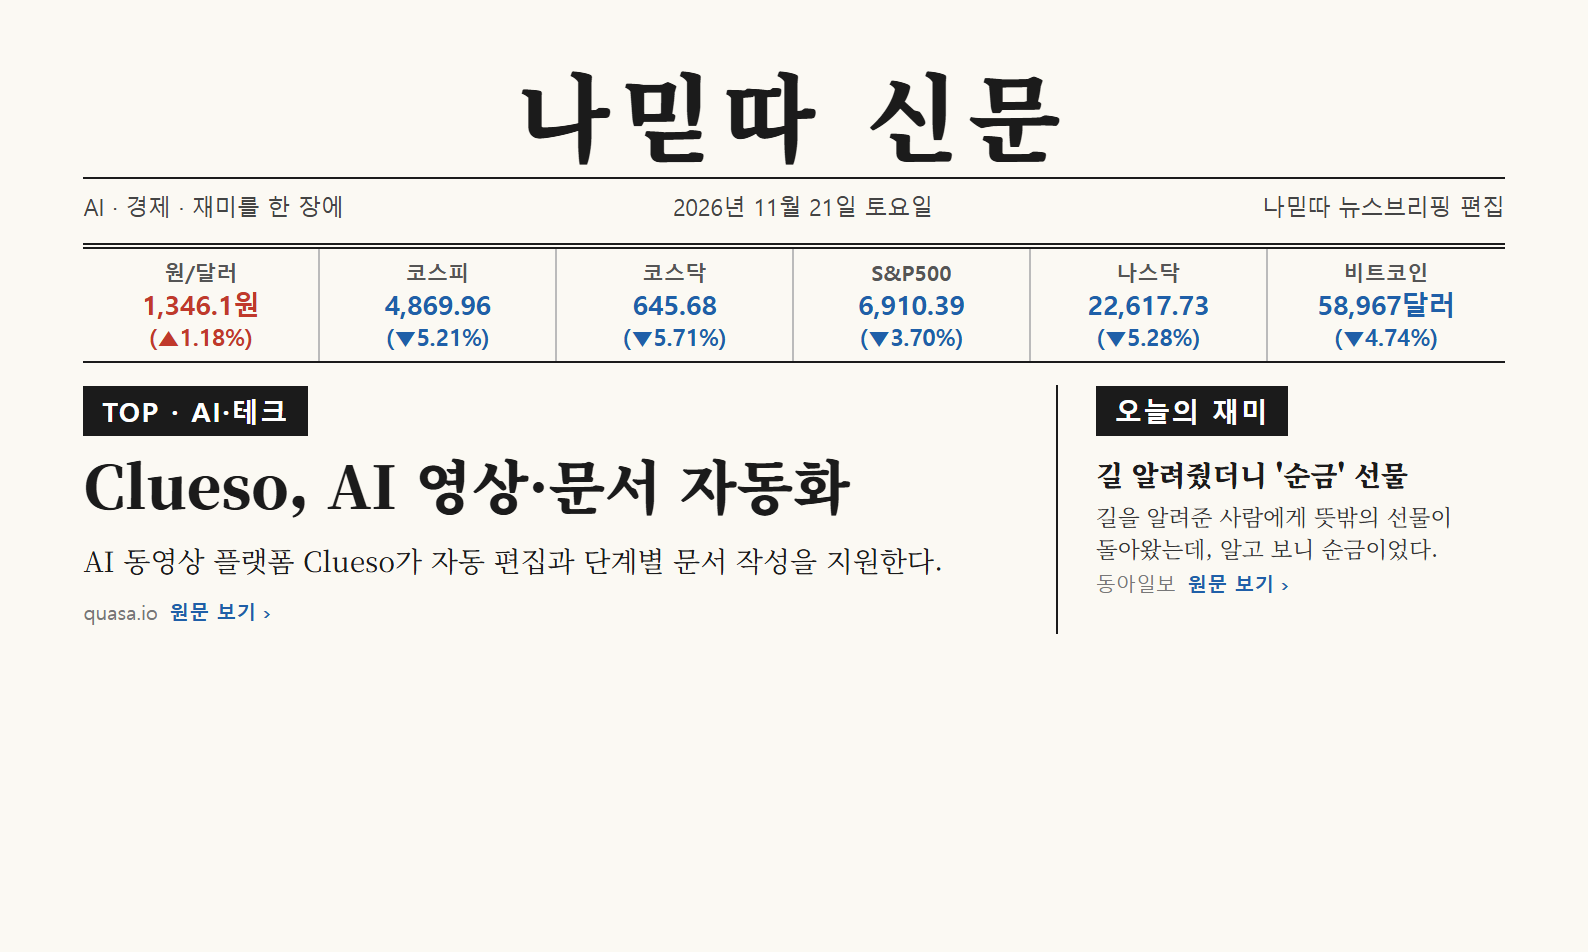 나믿따 신문
AI · 경제 · 재미를 한 장에
2026년 11월 21일 토요일
나믿따 뉴스브리핑 편집
원/달러
1,346.1원
(▲1.18%)
코스피
4,869.96
(▼5.21%)
코스닥
645.68
(▼5.71%)
S&P500
6,910.39
(▼3.70%)
나스닥
22,617.73
(▼5.28%)
비트코인
58,967달러
(▼4.74%)
TOP · AI·테크
Clueso, AI 영상·문서 자동화
AI 동영상 플랫폼 Clueso가 자동 편집과 단계별 문서 작성을 지원한다.
quasa.io 원문 보기 ›
오늘의 재미
길 알려줬더니 '순금' 선물
길을 알려준 사람에게 뜻밖의 선물이
돌아왔는데, 알고 보니 순금이었다.
동아일보 원문 보기 ›